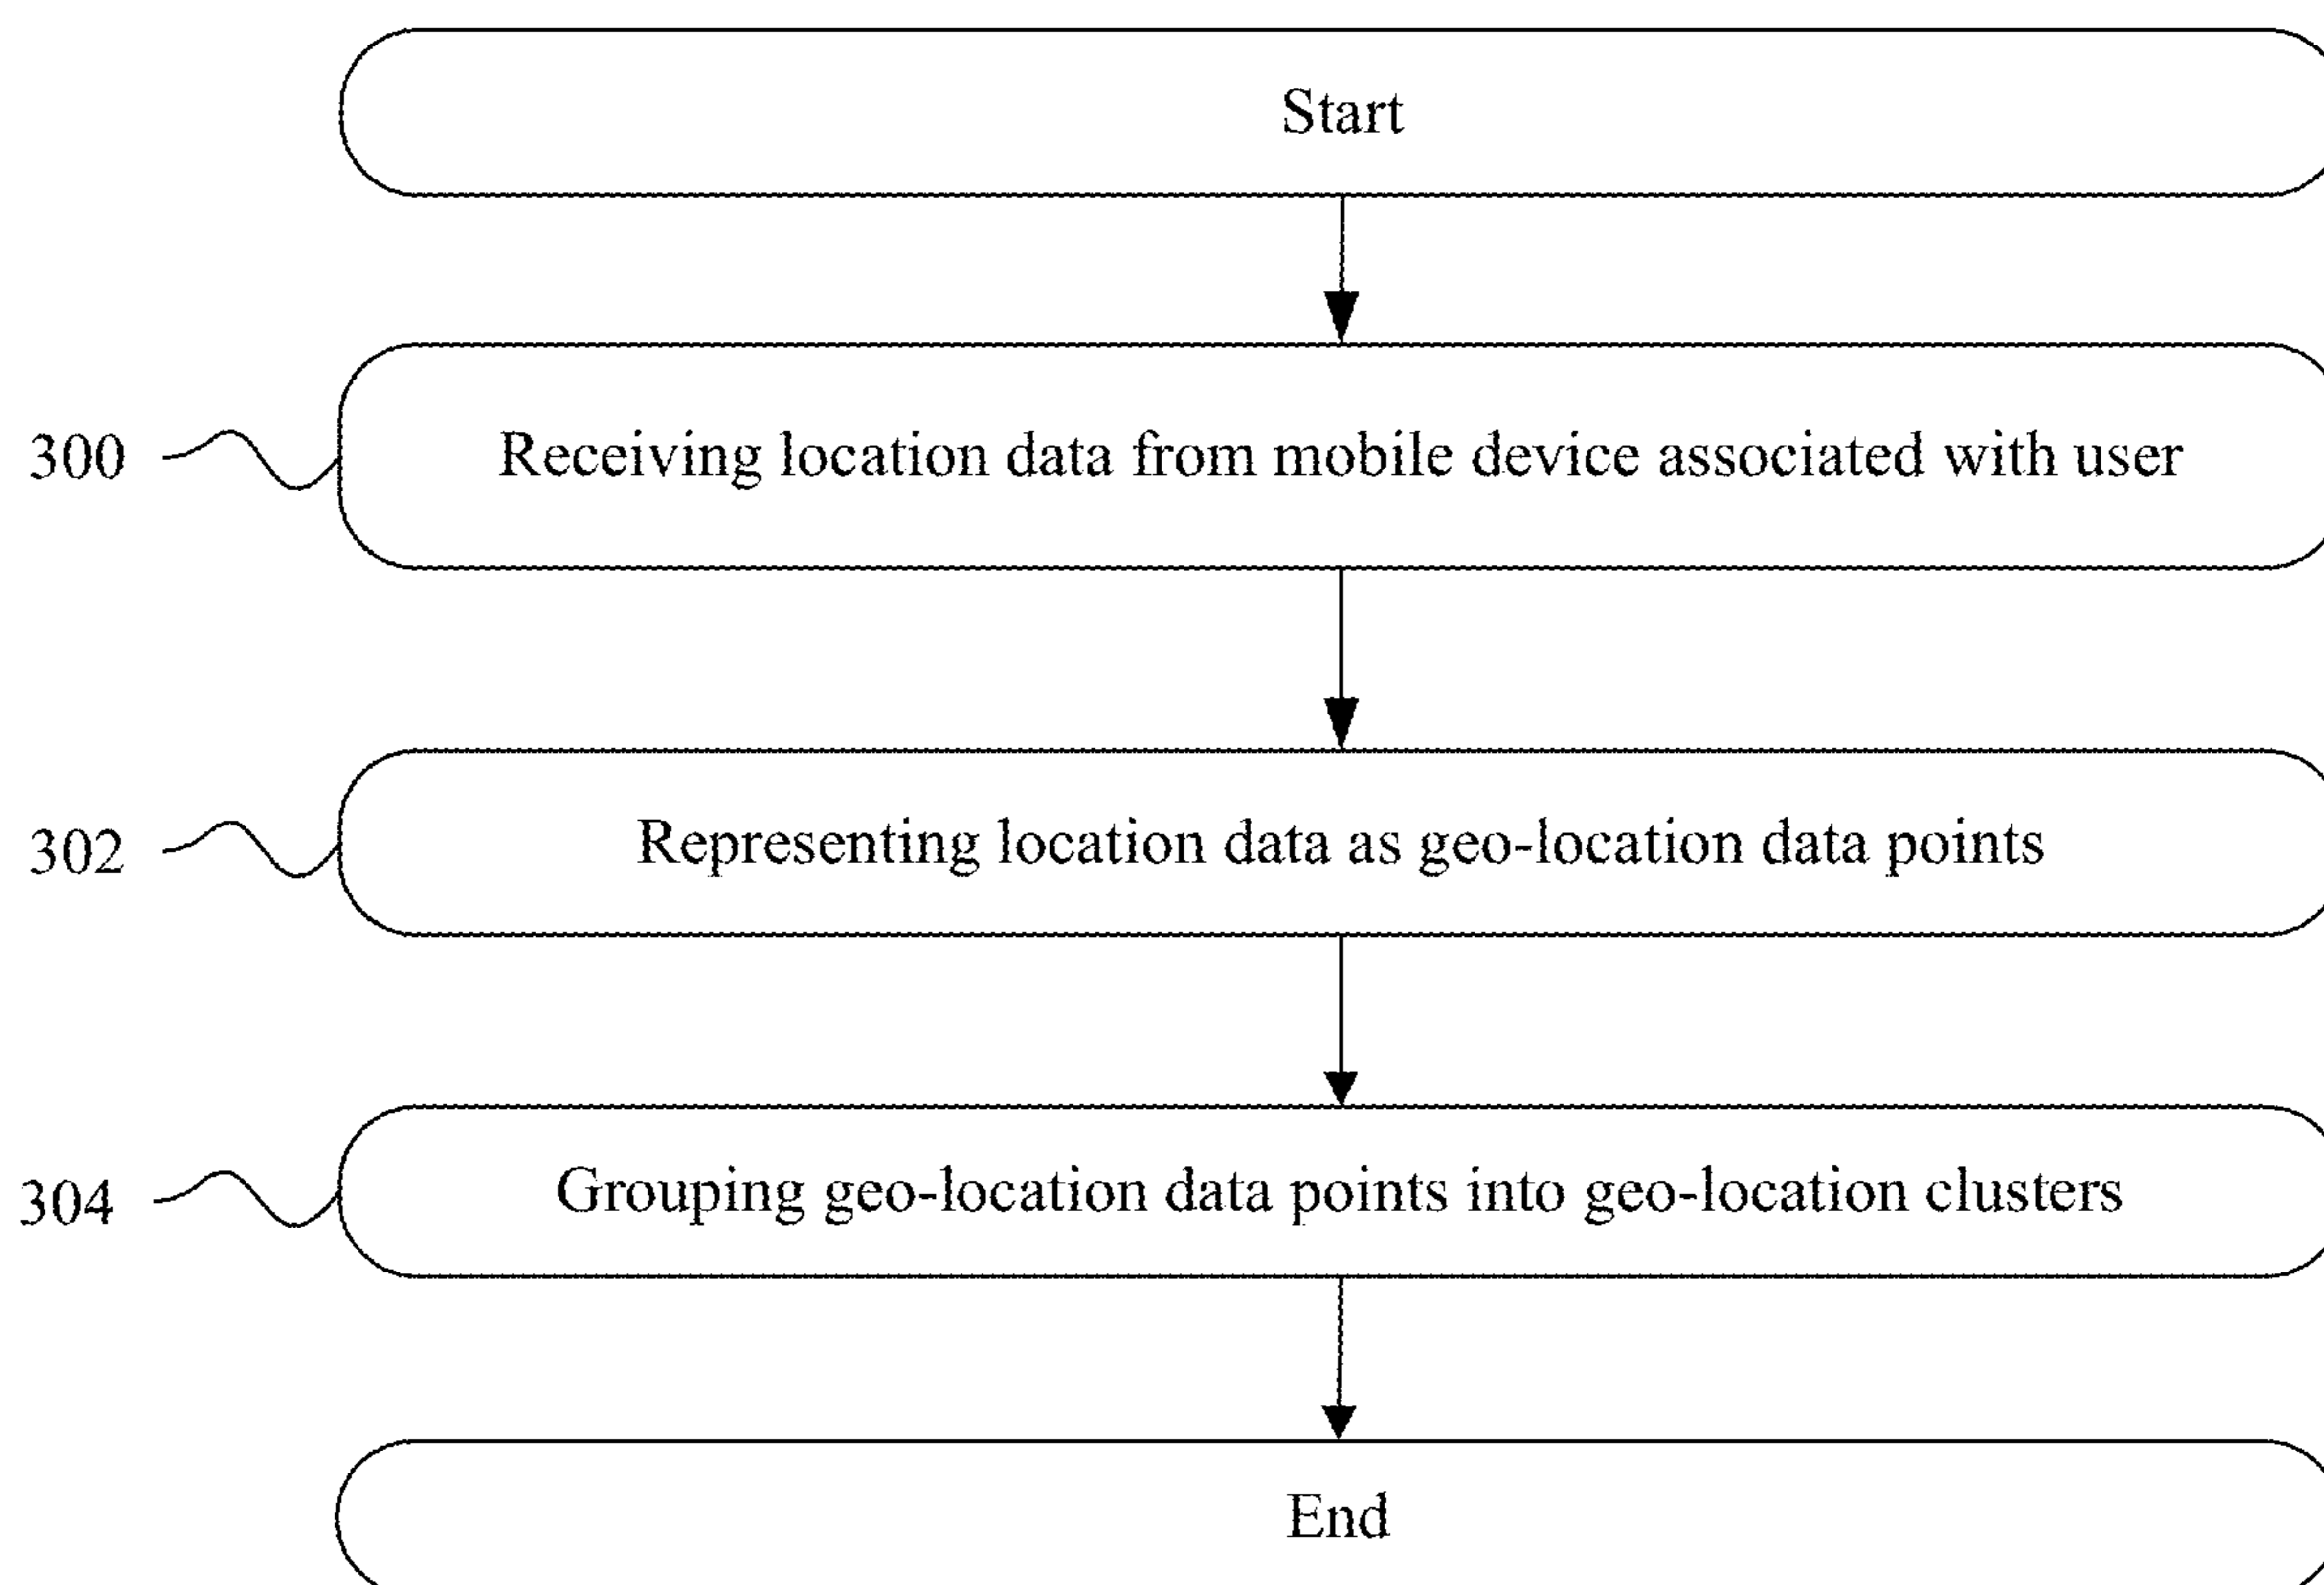 Start
300
Receiving location data from mobile device associated with user
302
Representing location data as geo-location data points
304
Grouping geo-location data points into geo-location clusters
End